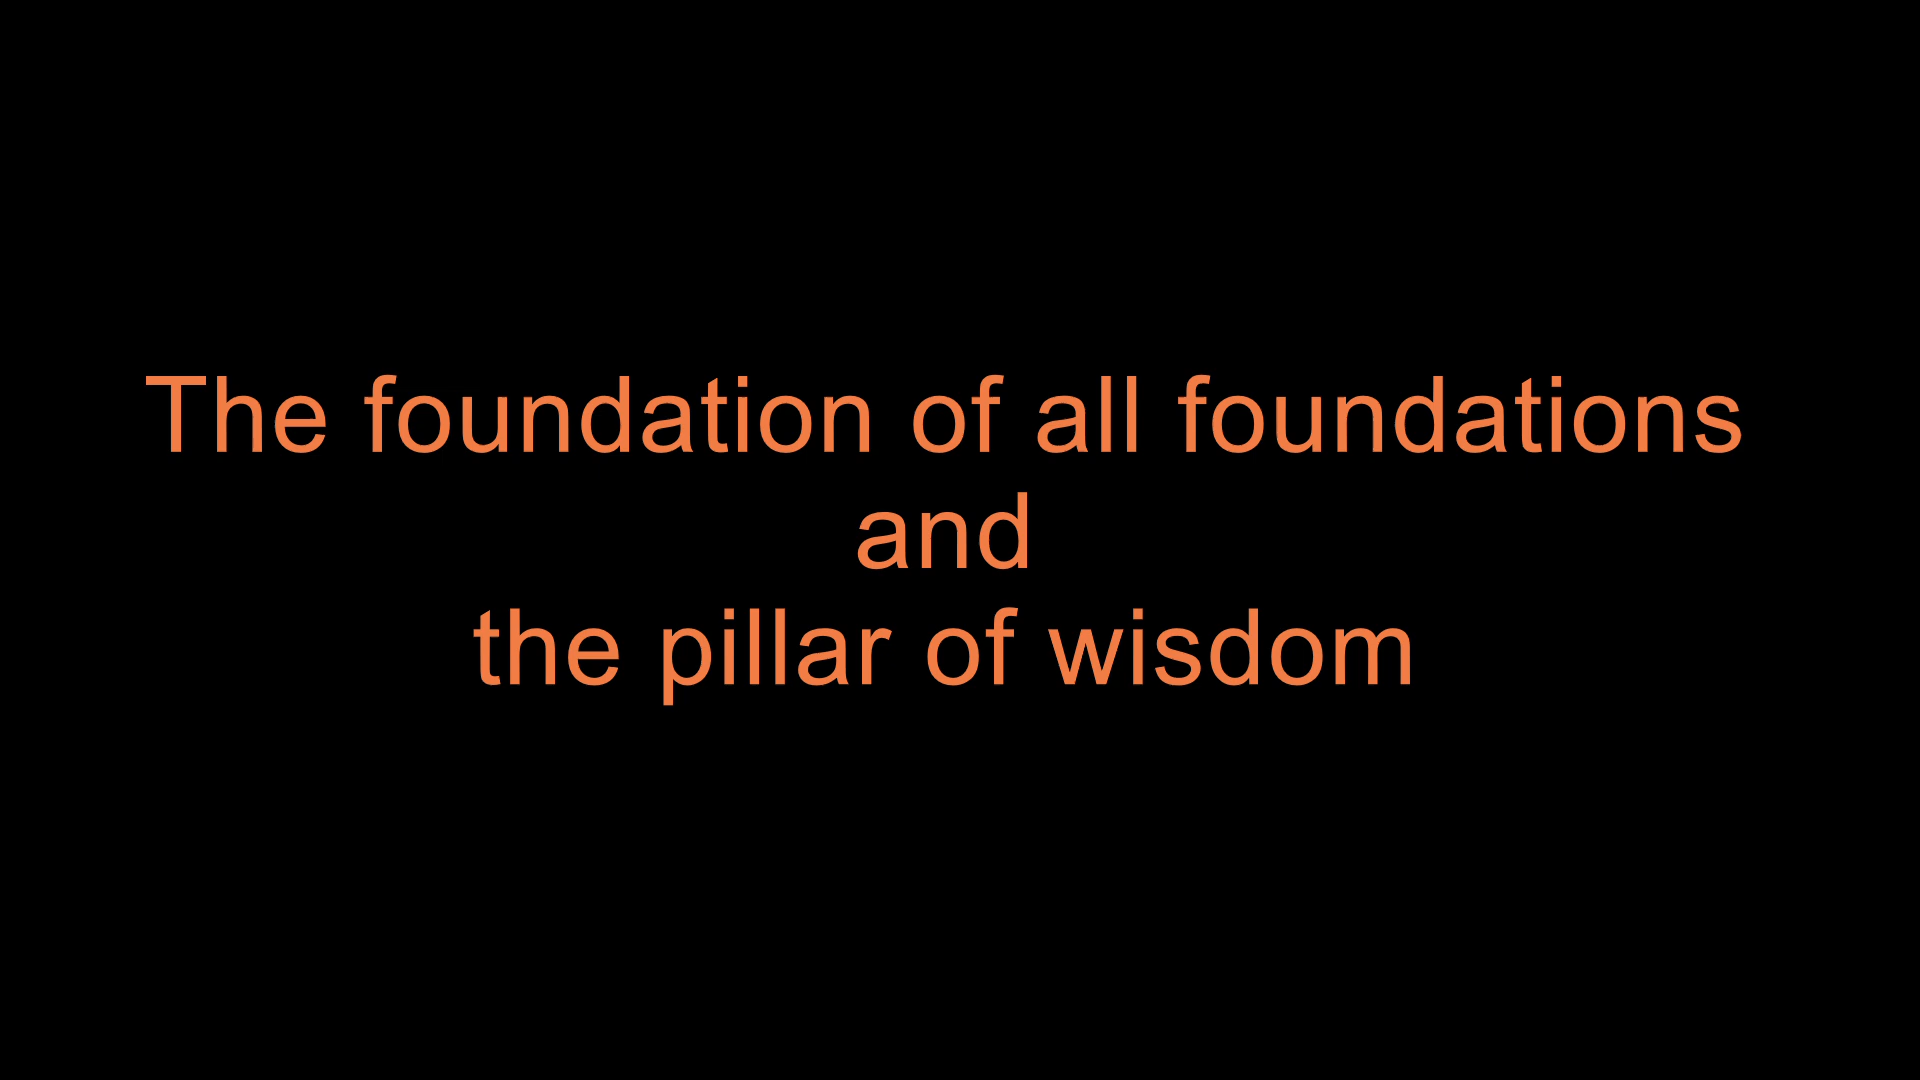 The foundation of all foundations
and
the pillar of wisdom